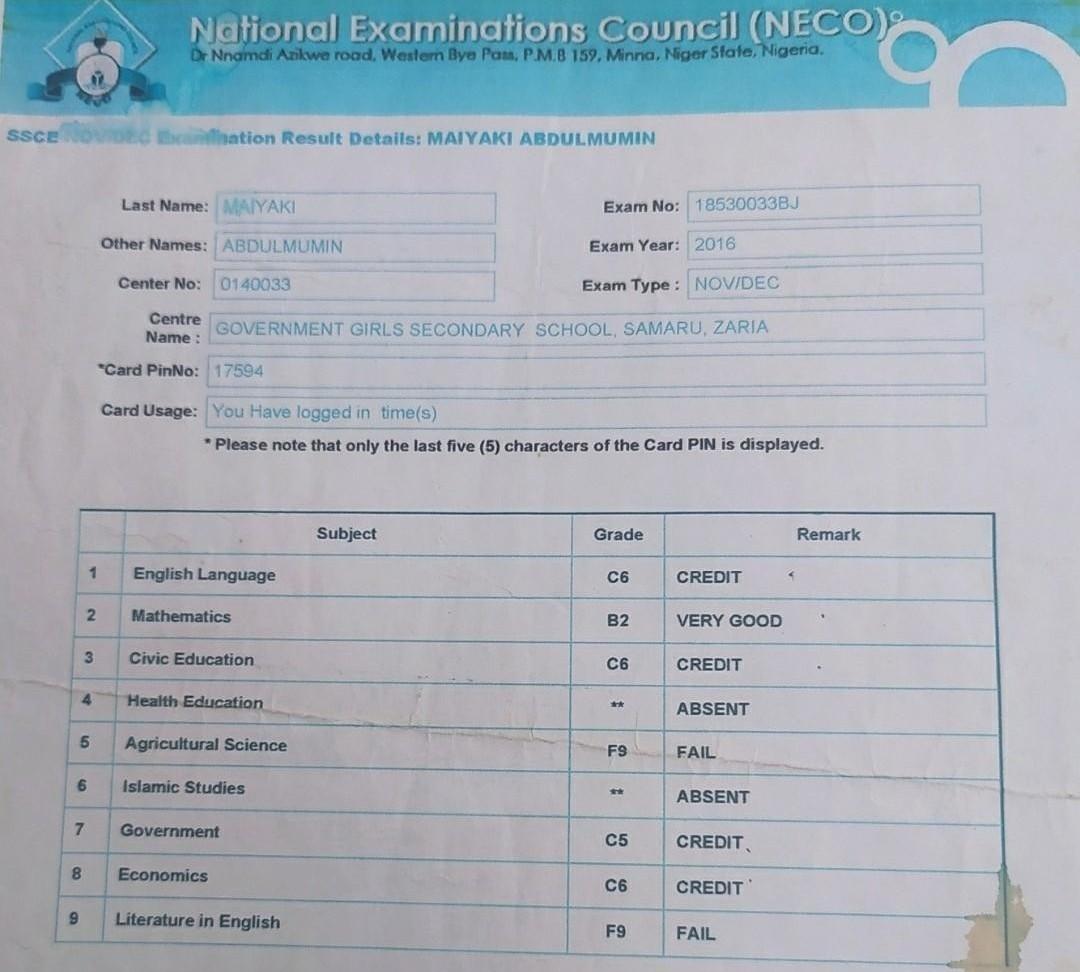 National Examinations Council (NECO)
Dr Nnamdi Azikwe road, Western Bye Pass, P.M.B 159, Minna, Niger State, Nigeria.
NECO
SSCE NOV/DEC Examination Result Details: MAIYAKI ABDULMUMIN
Last Name: MAIYAKI Exam No: 18530033BJ
Other Names: ABDULMUMIN Exam Year: 2016
Center No: 0140033 Exam Type : NOV/DEC
Centre Name : GOVERNMENT GIRLS SECONDARY SCHOOL, SAMARU, ZARIA
*Card PinNo: 17594
Card Usage: You Have logged in time(s)
* Please note that only the last five (5) characters of the Card PIN is displayed.
Subject Grade Remark
1 English Language C6 CREDIT
2 Mathematics B2 VERY GOOD
3 Civic Education C6 CREDIT
4 Health Education ** ABSENT
5 Agricultural Science F9 FAIL
6 Islamic Studies ** ABSENT
7 Government C5 CREDIT
8 Economics C6 CREDIT
9 Literature in English F9 FAIL